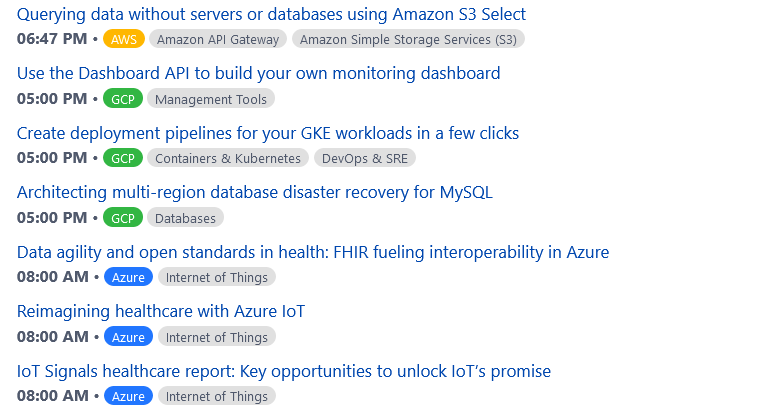 Querying data without servers or databases using Amazon S3 Select
06:47 PM • AWS Amazon API Gateway Amazon Simple Storage Services (S3)
Use the Dashboard API to build your own monitoring dashboard
05:00 PM • GCP Management Tools
Create deployment pipelines for your GKE workloads in a few clicks
05:00 PM • GCP Containers & Kubernetes DevOps & SRE
Architecting multi-region database disaster recovery for MySQL
05:00 PM • GCP Databases
Data agility and open standards in health: FHIR fueling interoperability in Azure
08:00 AM • Azure Internet of Things
Reimagining healthcare with Azure IoT
08:00 AM • Azure Internet of Things
IoT Signals healthcare report: Key opportunities to unlock IoT’s promise
08:00 AM • Azure Internet of Things